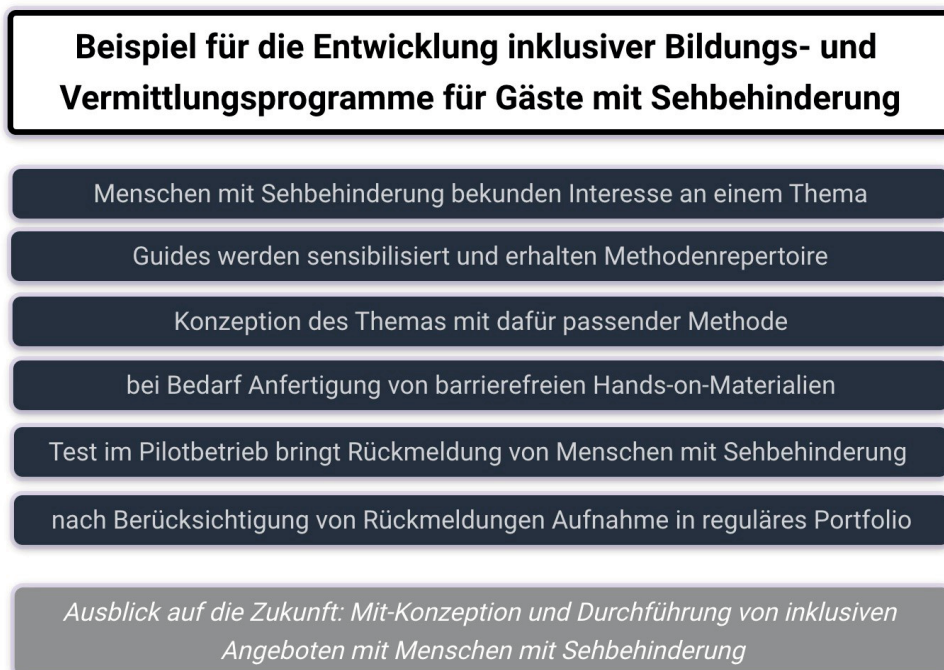 Beispiel für die Entwicklung inklusiver Bildungs- und
Vermittlungsprogramme für Gäste mit Sehbehinderung
Menschen mit Sehbehinderung bekunden Interesse an einem Thema
Guides werden sensibilisiert und erhalten Methodenrepertoire
Konzeption des Themas mit dafür passender Methode
bei Bedarf Anfertigung von barrierefreien Hands-on-Materialien
Test im Pilotbetrieb bringt Rückmeldung von Menschen mit Sehbehinderung
nach Berücksichtigung von Rückmeldungen Aufnahme in reguläres Portfolio
Ausblick auf die Zukunft: Mit-Konzeption und Durchführung von inklusiven
Angeboten mit Menschen mit Sehbehinderung